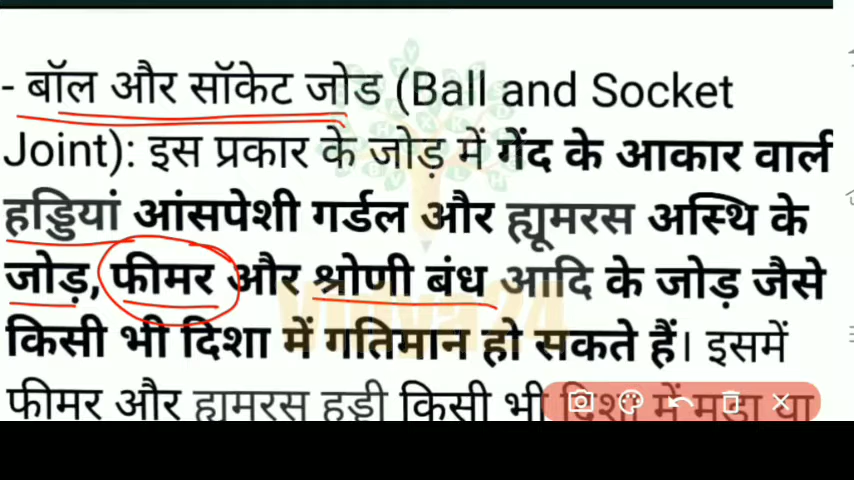 - बॉल और सॉकेट जोड (Ball and Socket
Joint): इस प्रकार के जोड़ में गेंद के आकार वाली
हड्डियां आंसपेशी गर्डल और ह्यूमरस अस्थि के
जोड़, फीमर और श्रोणी बंध आदि के जोड़ जैसे
किसी भी दिशा में गतिमान हो सकते हैं। इसमें
फीमर और ह्यूमरस हड्डी किसी भी दिशा में मुड़ा या
Vidya24